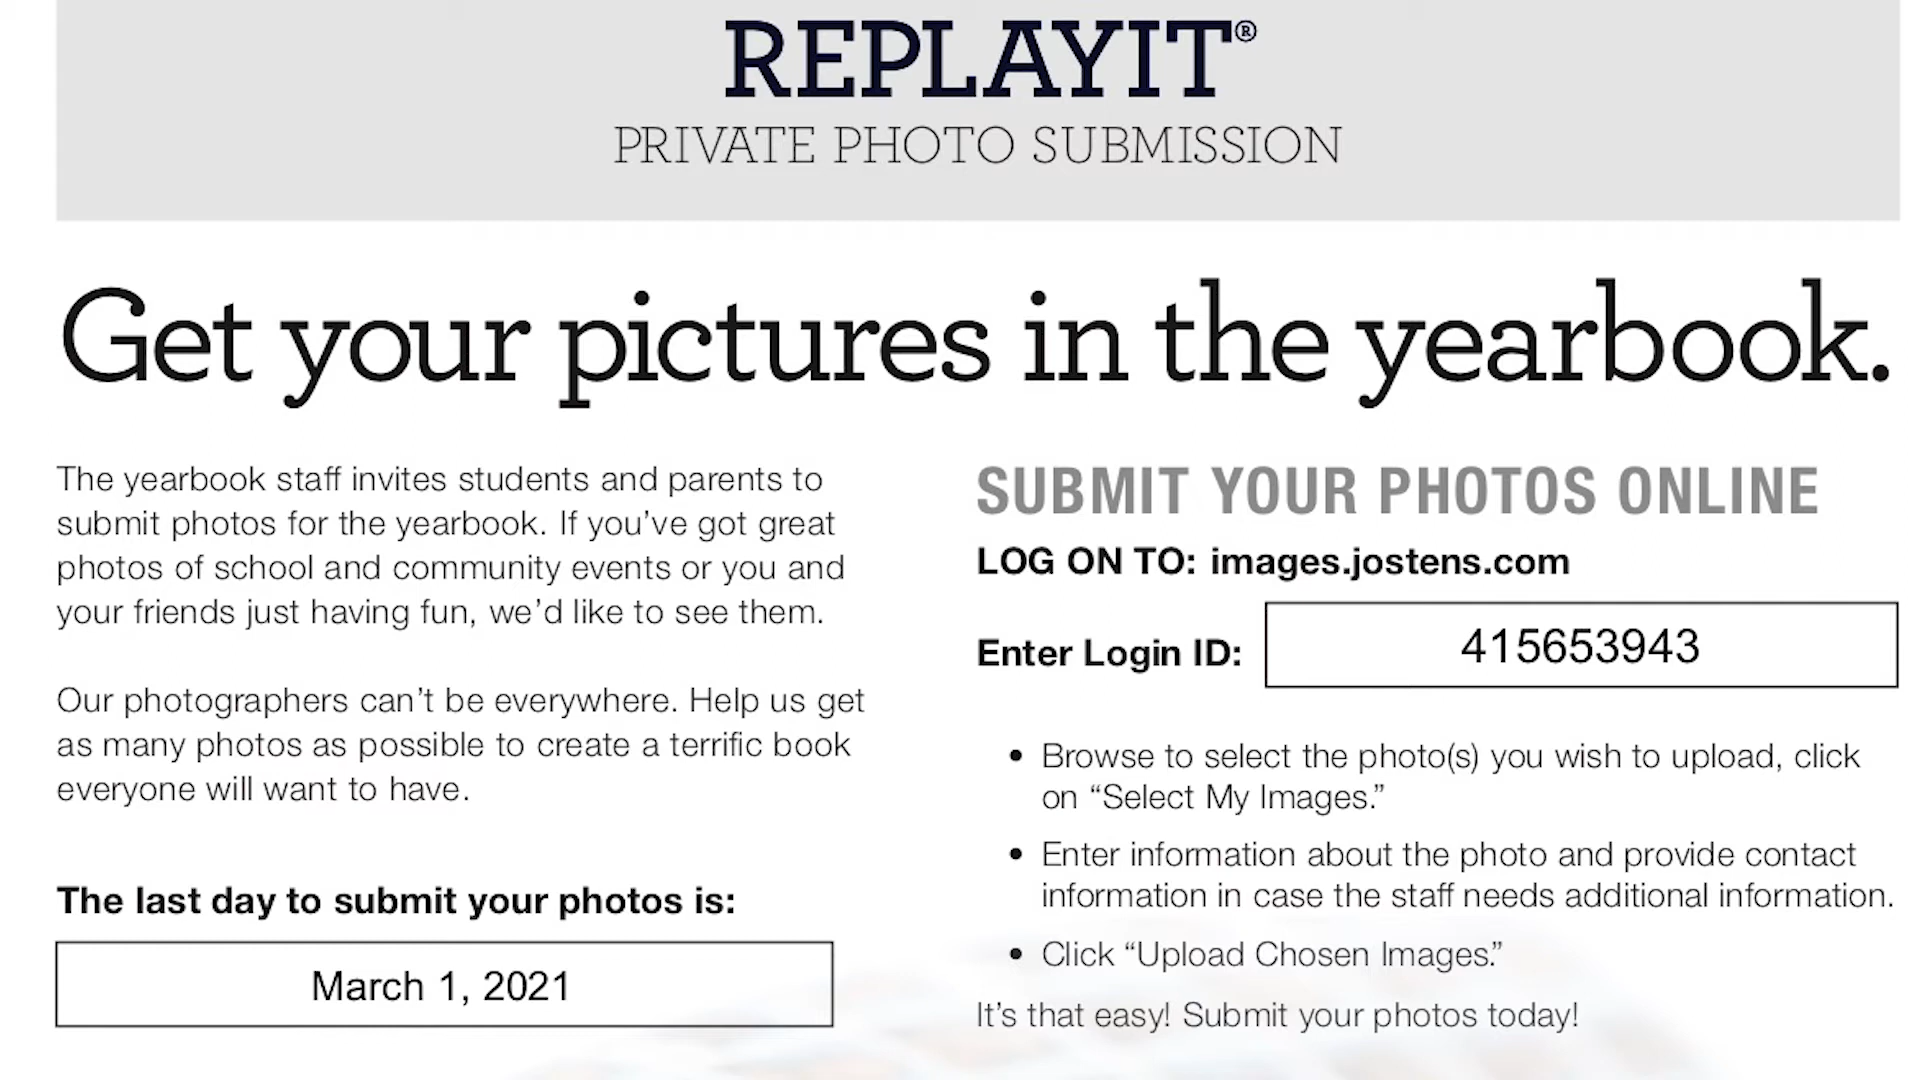 REPLAYIT®
PRIVATE PHOTO SUBMISSION
Get your pictures in the yearbook.
The yearbook staff invites students and parents to
submit photos for the yearbook. If you’ve got great
photos of school and community events or you and
your friends just having fun, we’d like to see them.
Our photographers can’t be everywhere. Help us get
as many photos as possible to create a terrific book
everyone will want to have.
The last day to submit your photos is:
March 1, 2021
SUBMIT YOUR PHOTOS ONLINE
LOG ON TO: images.jostens.com
Enter Login ID: 415653943
• Browse to select the photo(s) you wish to upload, click
on “Select My Images.”
• Enter information about the photo and provide contact
information in case the staff needs additional information.
• Click “Upload Chosen Images.”
It’s that easy! Submit your photos today!